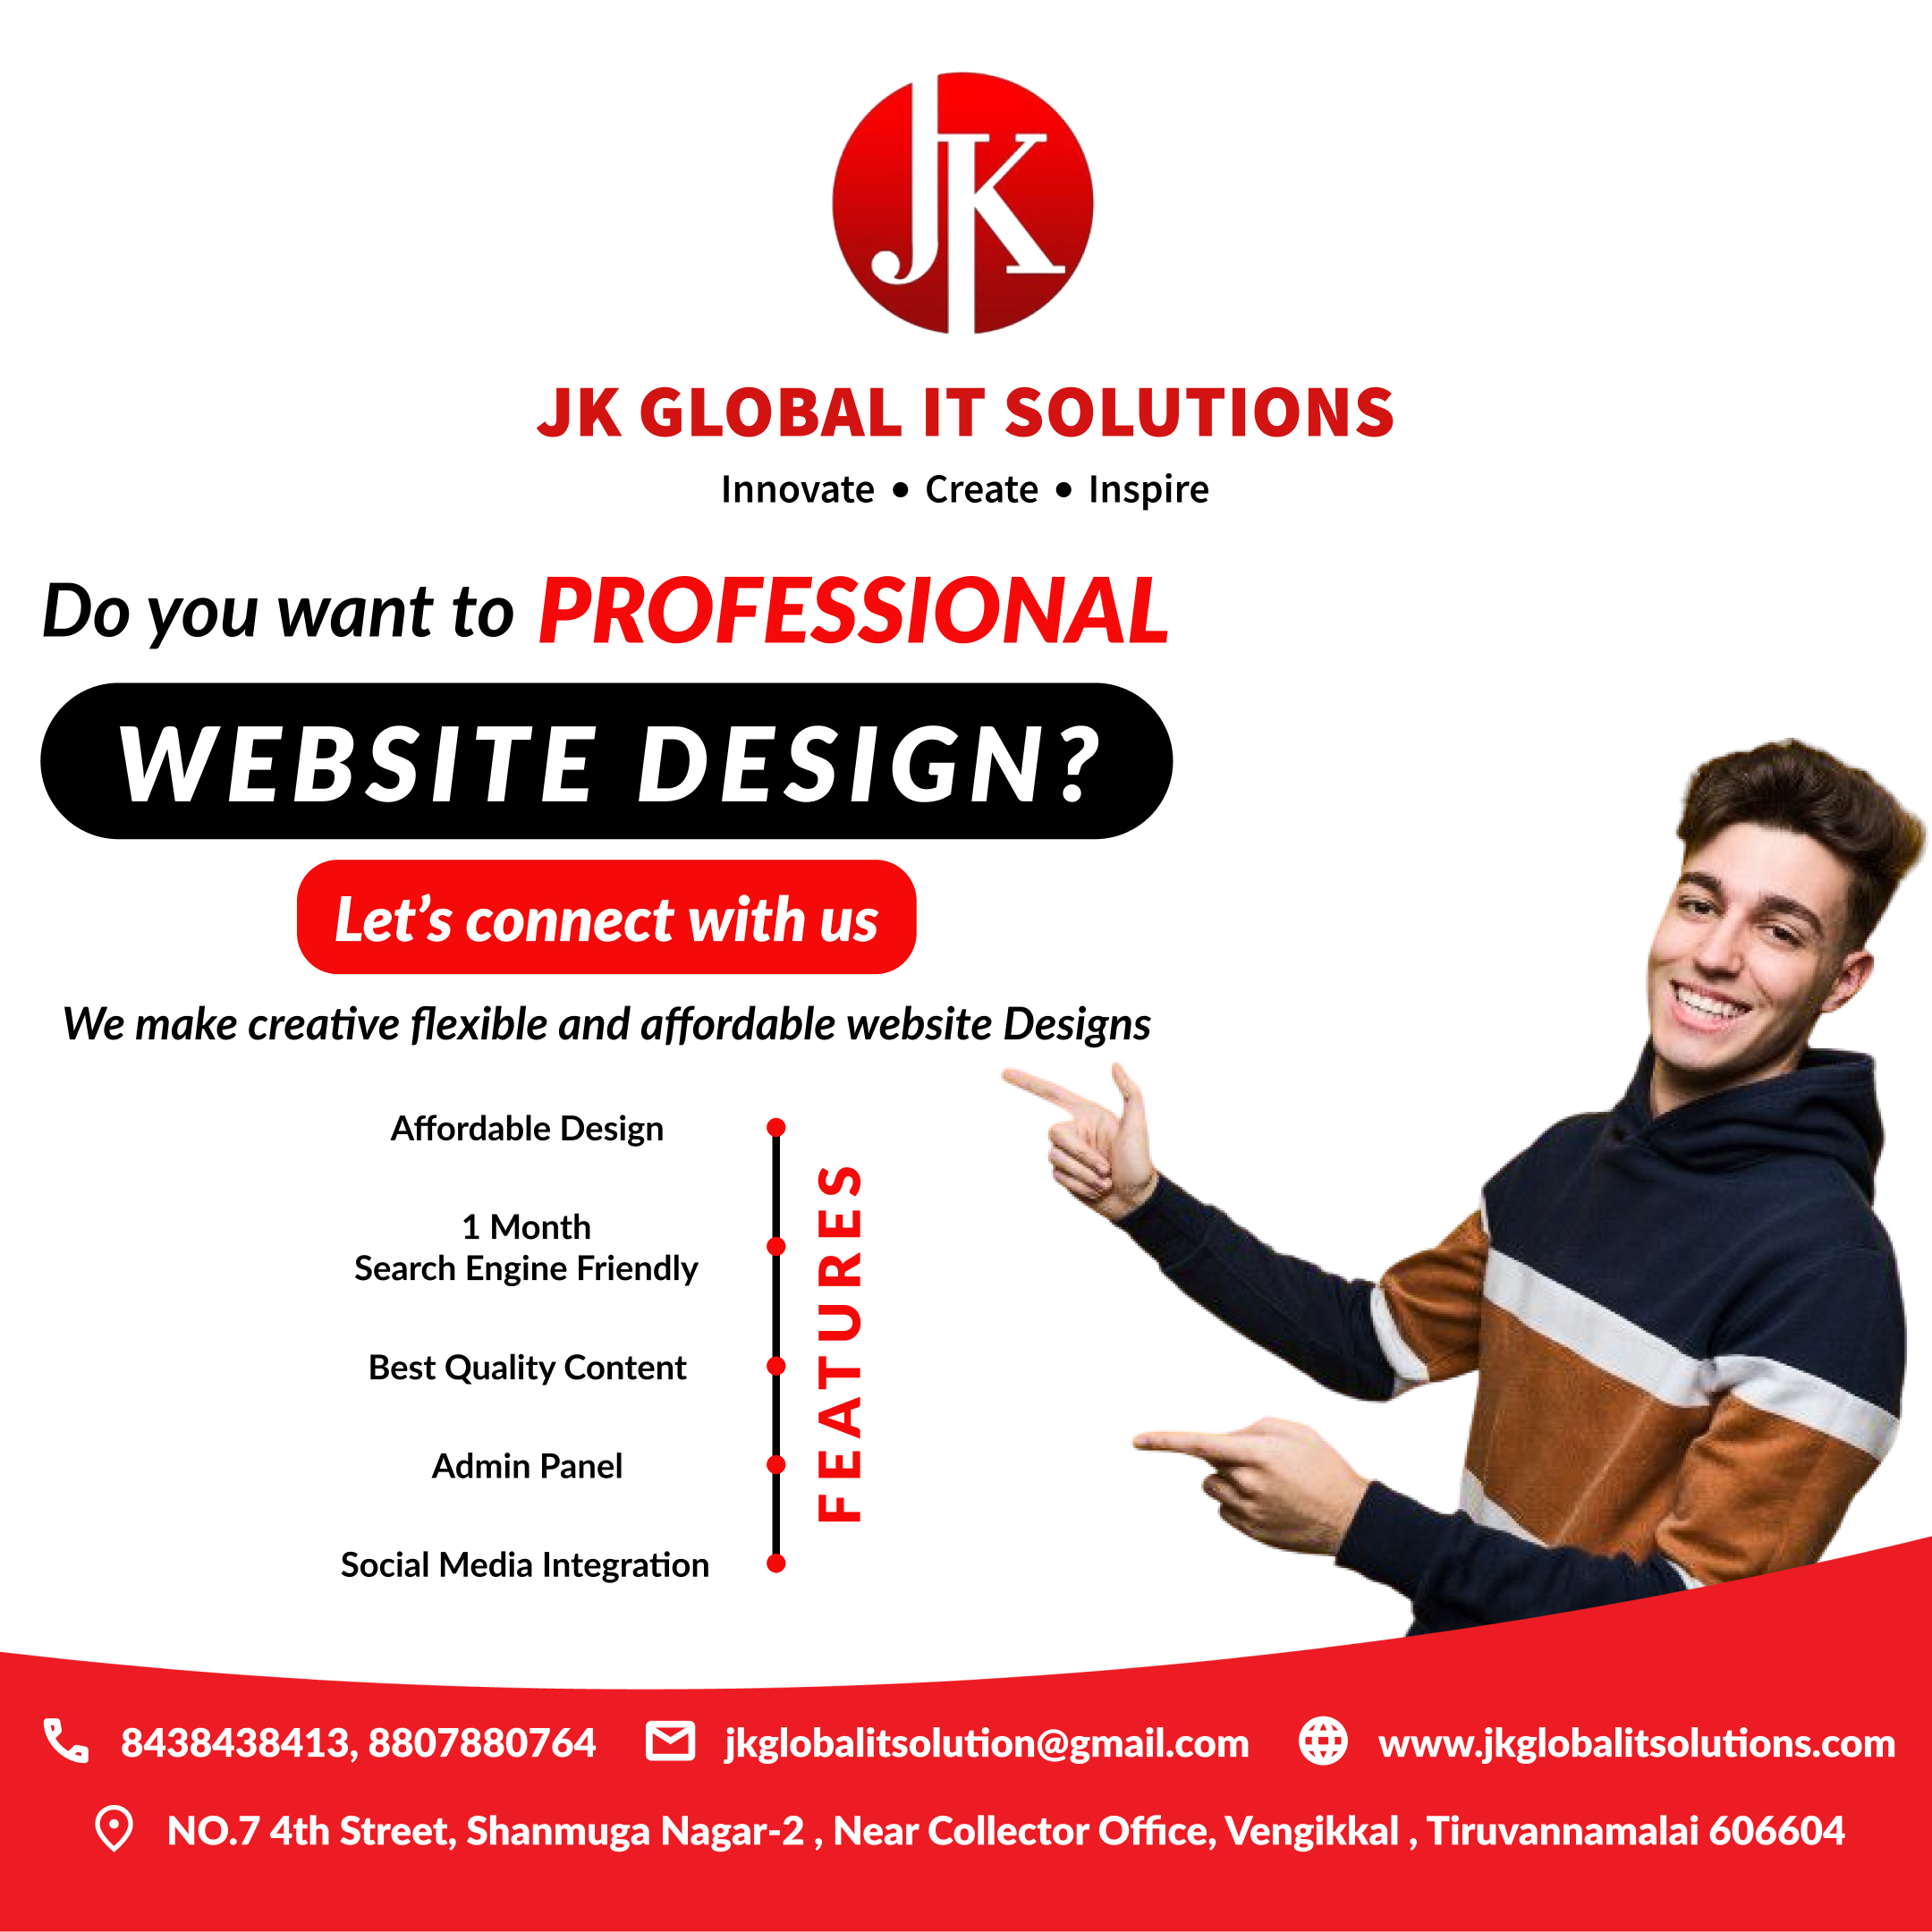 JK
JK GLOBAL IT SOLUTIONS
Innovate • Create • Inspire
Do you want to PROFESSIONAL
WEBSITE DESIGN?
Let’s connect with us
We make creative flexible and affordable website Designs
Affordable Design
1 Month
Search Engine Friendly
Best Quality Content
Admin Panel
Social Media Integration
FEATURES
8438438413, 8807880764
jkglobalitsolution@gmail.com
www.jkglobalitsolutions.com
NO.7 4th Street, Shanmuga Nagar-2 , Near Collector Office, Vengikkal , Tiruvannamalai 606604